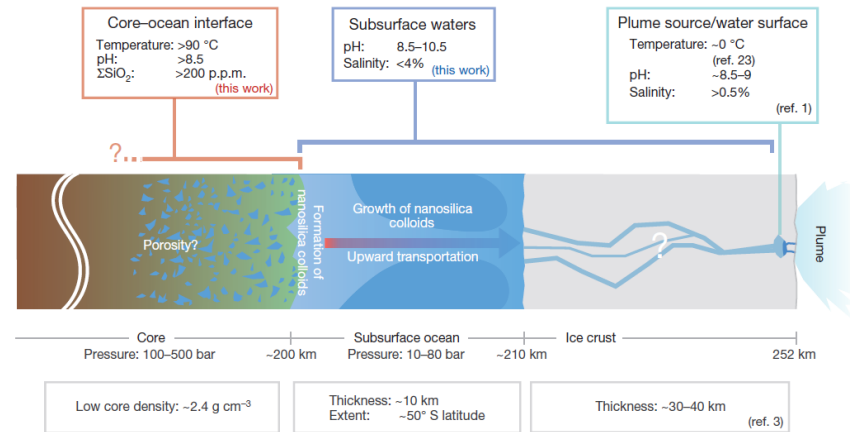 Core–ocean interface
Temperature: >90 °C
pH: >8.5
ΣSiO₂: >200 p.p.m.
(this work)
Subsurface waters
pH: 8.5–10.5
Salinity: <4% (this work)
Plume source/water surface
Temperature: ~0 °C
(ref. 23)
pH: ~8.5–9
Salinity: >0.5%
(ref. 1)
?...
Porosity?
Formation of
nanosilica colloids
Growth of nanosilica
colloids
Upward transportation
?
Plume
Core
Pressure: 100–500 bar
~200 km
Subsurface ocean
Pressure: 10–80 bar
~210 km
Ice crust
252 km
Low core density: ~2.4 g cm⁻³
Thickness: ~10 km
Extent: ~50° S latitude
Thickness: ~30–40 km
(ref. 3)